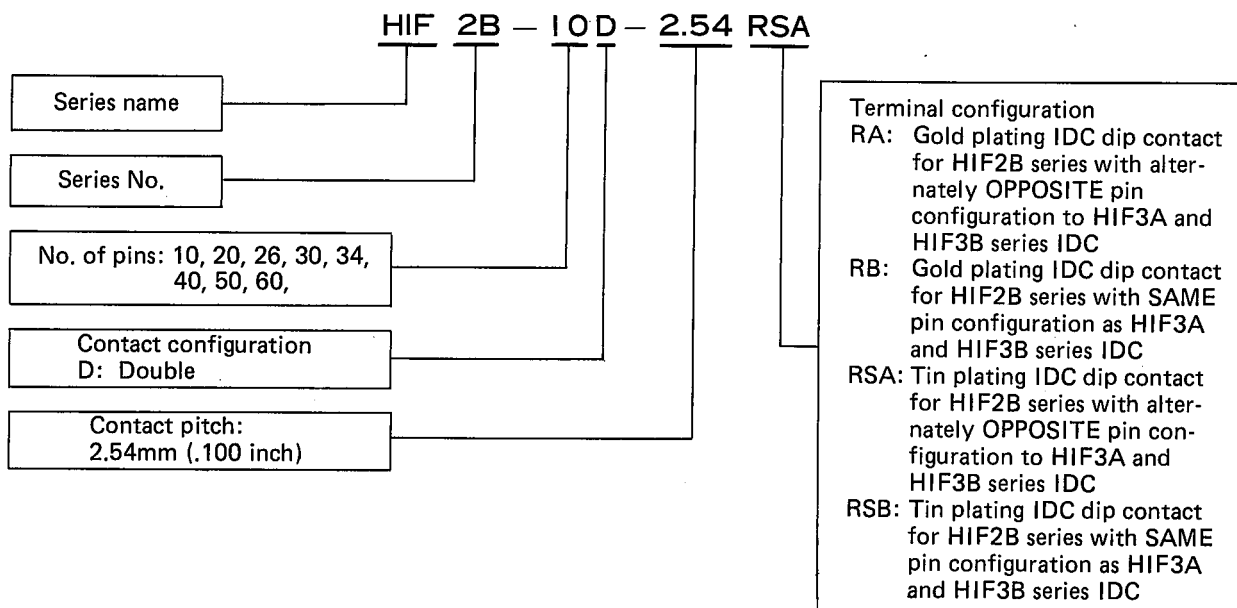 HIF 2B - 10 D - 2.54 RSA
Series name
Series No.
No. of pins: 10, 20, 26, 30, 34,
40, 50, 60,
Contact configuration
D: Double
Contact pitch:
2.54mm (.100 inch)
Terminal configuration
RA: Gold plating IDC dip contact
for HIF2B series with alter-
nately OPPOSITE pin
configuration to HIF3A and
HIF3B series IDC
RB: Gold plating IDC dip contact
for HIF2B series with SAME
pin configuration as HIF3A
and HIF3B series IDC
RSA: Tin plating IDC dip contact
for HIF2B series with alter-
nately OPPOSITE pin con-
figuration to HIF3A and
HIF3B series IDC
RSB: Tin plating IDC dip contact
for HIF2B series with SAME
pin configuration as HIF3A
and HIF3B series IDC